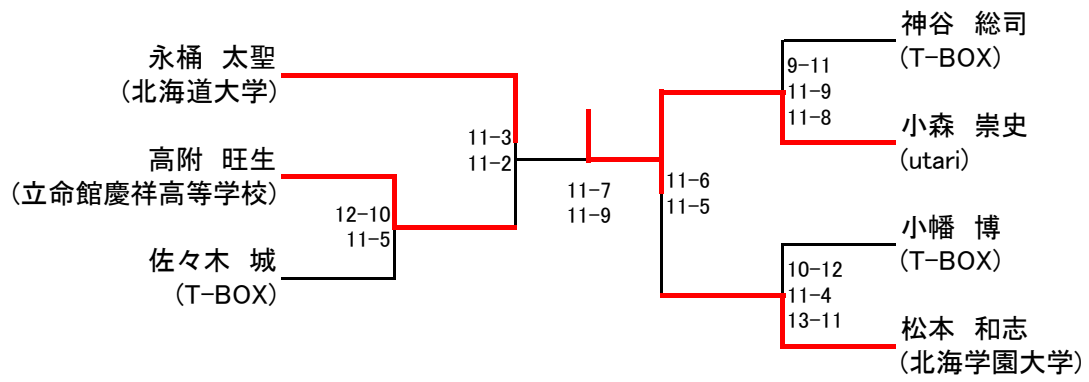 永桶　太聖
(北海道大学)
高附　旺生
(立命館慶祥高等学校)
佐々木　城
(T-BOX)
12-10
11-5
11-3
11-2
11-7
11-9
11-6
11-5
9-11
11-9
11-8
10-12
11-4
13-11
神谷　総司
(T-BOX)
小森　崇史
(utari)
小幡　博
(T-BOX)
松本　和志
(北海学園大学)